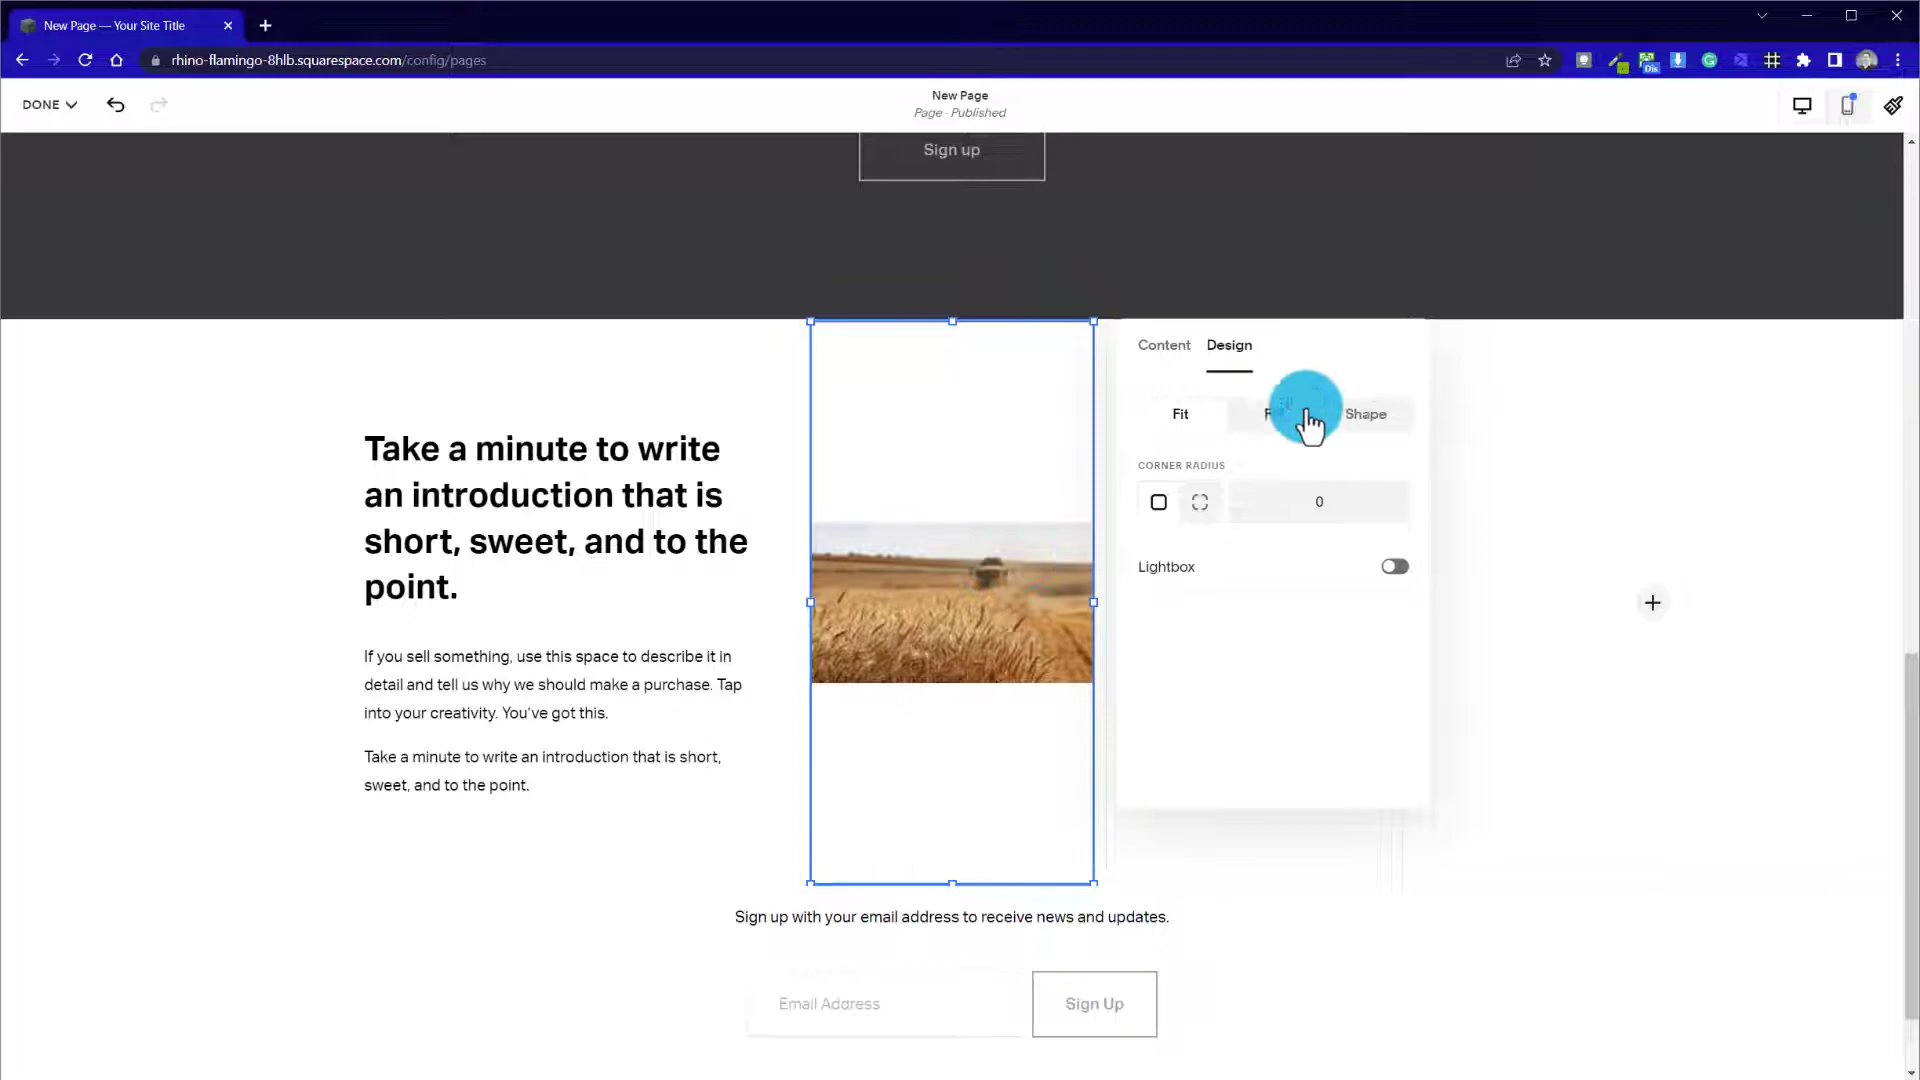 New Page — Your Site Title
rhino-flamingo-8hlb.squarespace.com/config/pages
Dis
DONE
New Page
Page · Published
Sign up
Content Design
Fit
Shape
CORNER RADIUS
0
Lightbox
Take a minute to write
an introduction that is
short, sweet, and to the
point.
If you sell something, use this space to describe it in
detail and tell us why we should make a purchase. Tap
into your creativity. You've got this.
Take a minute to write an introduction that is short,
sweet, and to the point.
Sign up with your email address to receive news and updates.
Email Address
Sign Up